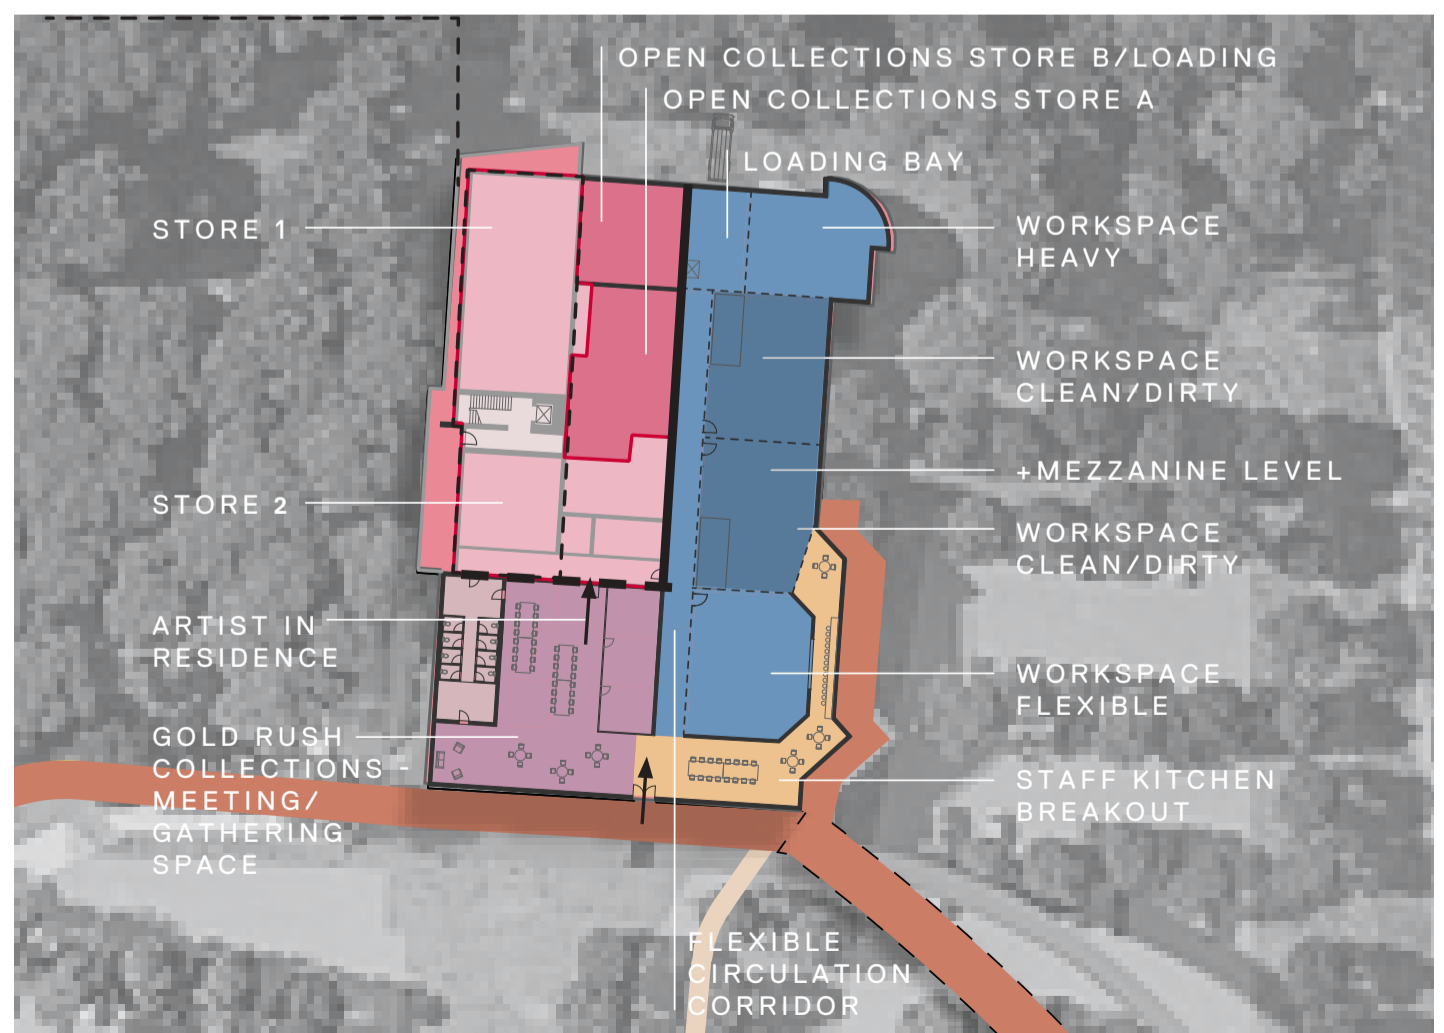 OPEN COLLECTIONS STORE B/LOADING
OPEN COLLECTIONS STORE A
LOADING BAY
STORE 1
WORKSPACE
HEAVY
WORKSPACE
CLEAN/DIRTY
+MEZZANINE LEVEL
STORE 2
WORKSPACE
CLEAN/DIRTY
ARTIST IN
RESIDENCE
WORKSPACE
FLEXIBLE
GOLD RUSH
COLLECTIONS -
MEETING/
GATHERING
SPACE
STAFF KITCHEN
BREAKOUT
FLEXIBLE
CIRCULATION
CORRIDOR